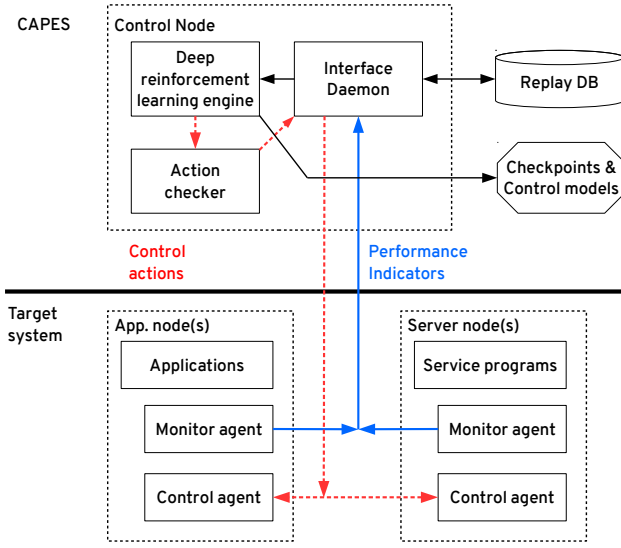 CAPES
Control Node
Deep
reinforcement
learning engine
Interface
Daemon
Replay DB
Action
checker
Checkpoints &
Control models
Control
actions
Performance
Indicators
Target
system
App. node(s)
Server node(s)
Applications
Service programs
Monitor agent
Monitor agent
Control agent
Control agent